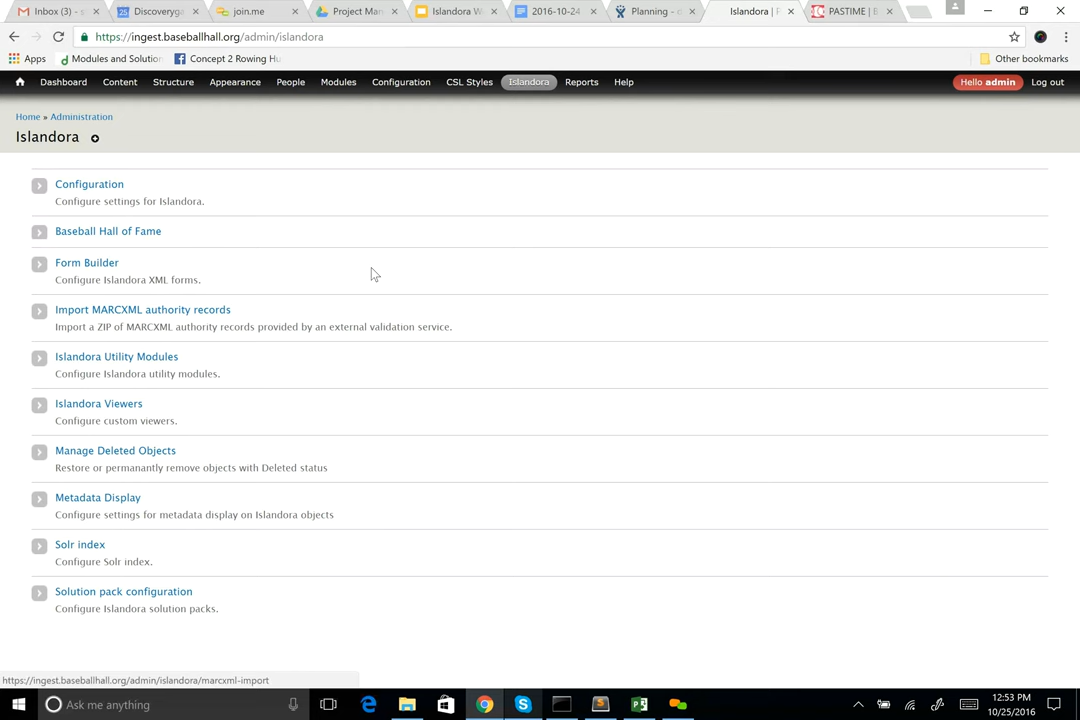 Inbox (3) - s
Discoveryga
join.me
Project Man
Islandora W
2016-10-24
Planning - d
Islandora | P
PASTIME | B
https://ingest.baseballhall.org/admin/islandora
Apps
Modules and Solution
Concept 2 Rowing Hu
Other bookmarks
Dashboard Content Structure Appearance People Modules Configuration CSL Styles Islandora Reports Help
Hello admin Log out
Home » Administration
Islandora
Configuration
Configure settings for Islandora.
Baseball Hall of Fame
Form Builder
Configure Islandora XML forms.
Import MARCXML authority records
Import a ZIP of MARCXML authority records provided by an external validation service.
Islandora Utility Modules
Configure Islandora utility modules.
Islandora Viewers
Configure custom viewers.
Manage Deleted Objects
Restore or permanantly remove objects with Deleted status
Metadata Display
Configure settings for metadata display on Islandora objects
Solr index
Configure Solr index.
Solution pack configuration
Configure Islandora solution packs.
https://ingest.baseballhall.org/admin/islandora/marcxml-import
Ask me anything
12:53 PM
10/25/2016